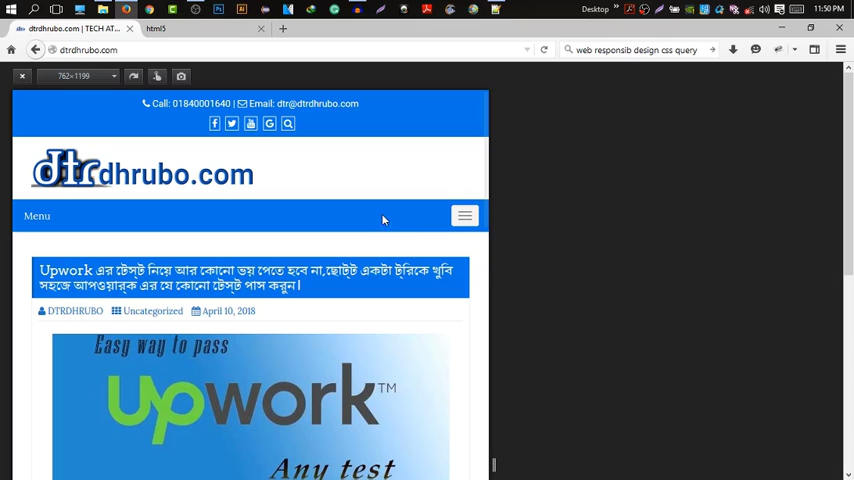 Desktop
11:50 PM
dtrdhrubo.com | TECH AT...
html5
dtrdhrubo.com
web responsib design css query
762×1199
Call: 01840001640 | Email: dtr@dtrdhrubo.com
dtrdhrubo.com
Menu
Upwork এর টেস্ট নিয়ে আর কোনো ভয় পেতে হবে না,ছোট্ট একটা ট্রিকে খুবি
সহজে আপওয়ার্ক এর যে কোনো টেস্ট পাস করুন।
DTRDHRUBO Uncategorized April 10, 2018
Easy way to pass
upwork™
Any test